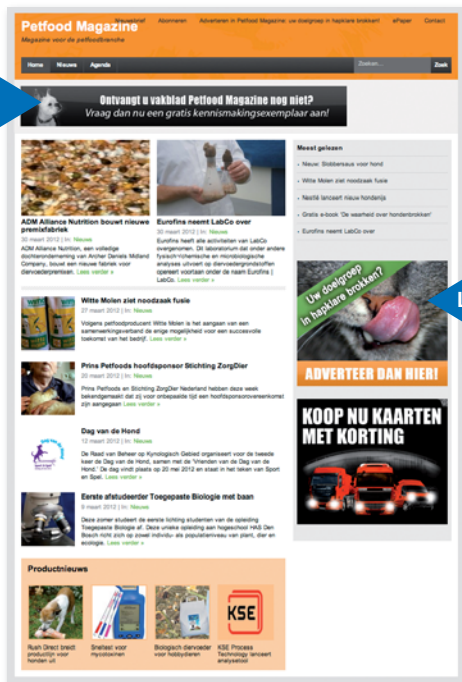 Petfood Magazine
Nieuwsbrief Abonneren Adverteren in Petfood Magazine: uw doelgroep in hapklare brokken! ePaper Contact
Magazine voor de petfoodbranche
Home Nieuws Agenda
Zoeken... Zoek
Ontvangt u vakblad Petfood Magazine nog niet?
Vraag dan nu een gratis kennismakingsexemplaar aan!
ADM Alliance Nutrition bouwt nieuwe
premixfabriek
30 maart 2012 | In: Nieuws
ADM Alliance Nutrition, een volledige
dochteronderneming van Archer Daniels Midland
Company, bouwt een nieuwe fabriek voor
diervoederpremixen. Lees verder »
Eurofins neemt LabCo over
30 maart 2012 | In: Nieuws
Eurofins heeft alle activiteiten van LabCo
overgenomen. Dit laboratorium dat onder andere
fysisch-chemische en microbiologische
analyses uitvoert op diervoedergrondstoffen
opereert voortaan onder de naam Eurofins |
LabCo. Lees verder »
Witte Molen ziet noodzaak fusie
27 maart 2012 | In: Nieuws
Volgens petfoodproducent Witte Molen is het aangaan van een
samenwerkingsverband de enige mogelijkheid voor een succesvolle
toekomst van het bedrijf. Lees verder »
Prins Petfoods hoofdsponsor Stichting ZorgDier
20 maart 2012 | In: Nieuws
Prins Petfoods en Stichting ZorgDier Nederland hebben deze week
bekendgemaakt dat zij voor onbepaalde tijd een hoofdsponsorovereenkomst
zijn aangegaan Lees verder »
Dag van de Hond
12 maart 2012 | In: Nieuws
De Raad van Beheer op Kynologisch Gebied organiseert voor de tweede
keer de Dag van de Hond, samen met de 'Vrienden van de Dag van de
Hond.' De dag vindt plaats op 20 mei 2012 en staat in het teken van Sport
en Spel. Lees verder »
Eerste afstudeerder Toegepaste Biologie met baan
8 maart 2012 | In: Nieuws
Deze zomer studeert de eerste lichting studenten van de opleiding
Toegepaste Biologie af. Deze unieke opleiding aan hogeschool HAS Den
Bosch richt zich op zowel individu- als populatieniveau van plant, dier en
ecologie. Lees verder »
Productnieuws
Rush Direct breidt
productlijn voor
honden uit
Sneltest voor
mycotoxinen
Biologisch diervoeder
voor hobbydieren
KSE
KSE Process
Technology lanceert
analysetool
Meest gelezen
Nieuw: Slobbersaus voor hond
Witte Molen ziet noodzaak fusie
Nestlé lanceert nieuw hondenijs
Gratis e-book 'De waarheid over hondenbrokken'
Eurofins neemt LabCo over
Uw doelgroep
in hapklare brokken?
ADVERTEER DAN HIER!
L
KOOP NU KAARTEN
MET KORTING